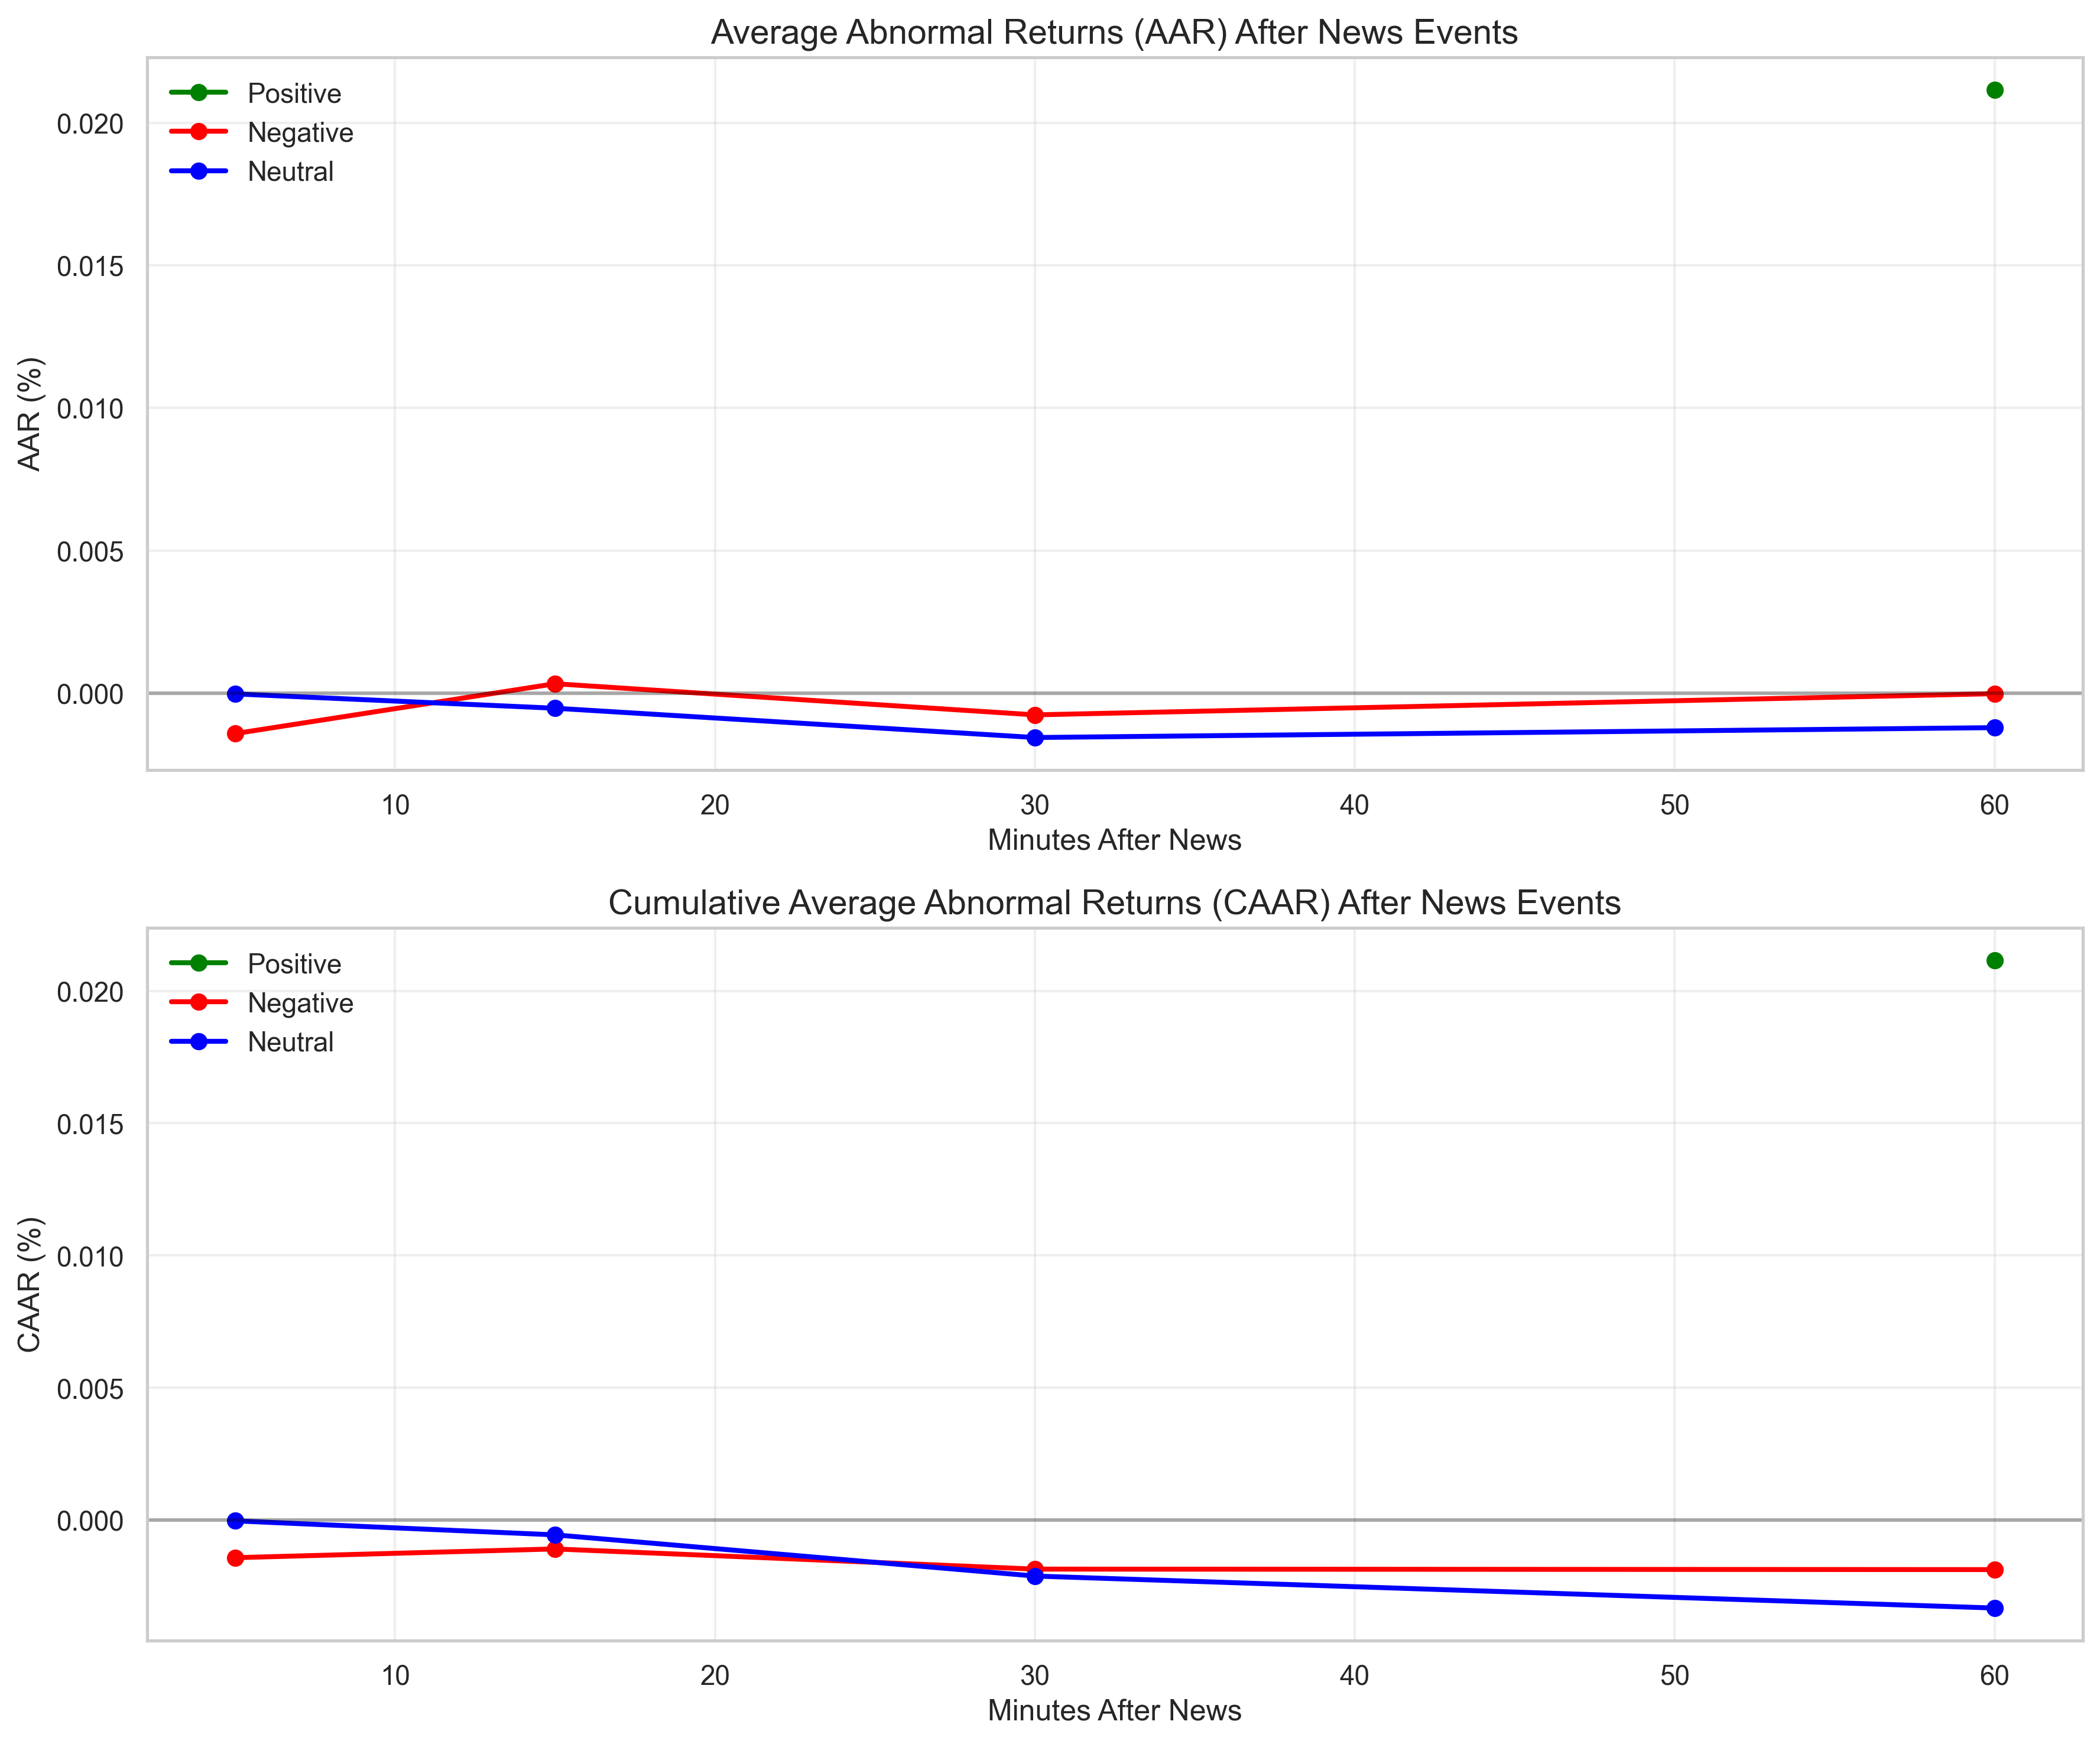 Average Abnormal Returns (AAR) After News Events
Positive
Negative
Neutral
0.020
0.015
0.010
0.005
0.000
AAR (%)
10 20 30 40 50 60
Minutes After News
Cumulative Average Abnormal Returns (CAAR) After News Events
Positive
Negative
Neutral
0.020
0.015
0.010
0.005
0.000
CAAR (%)
10 20 30 40 50 60
Minutes After News